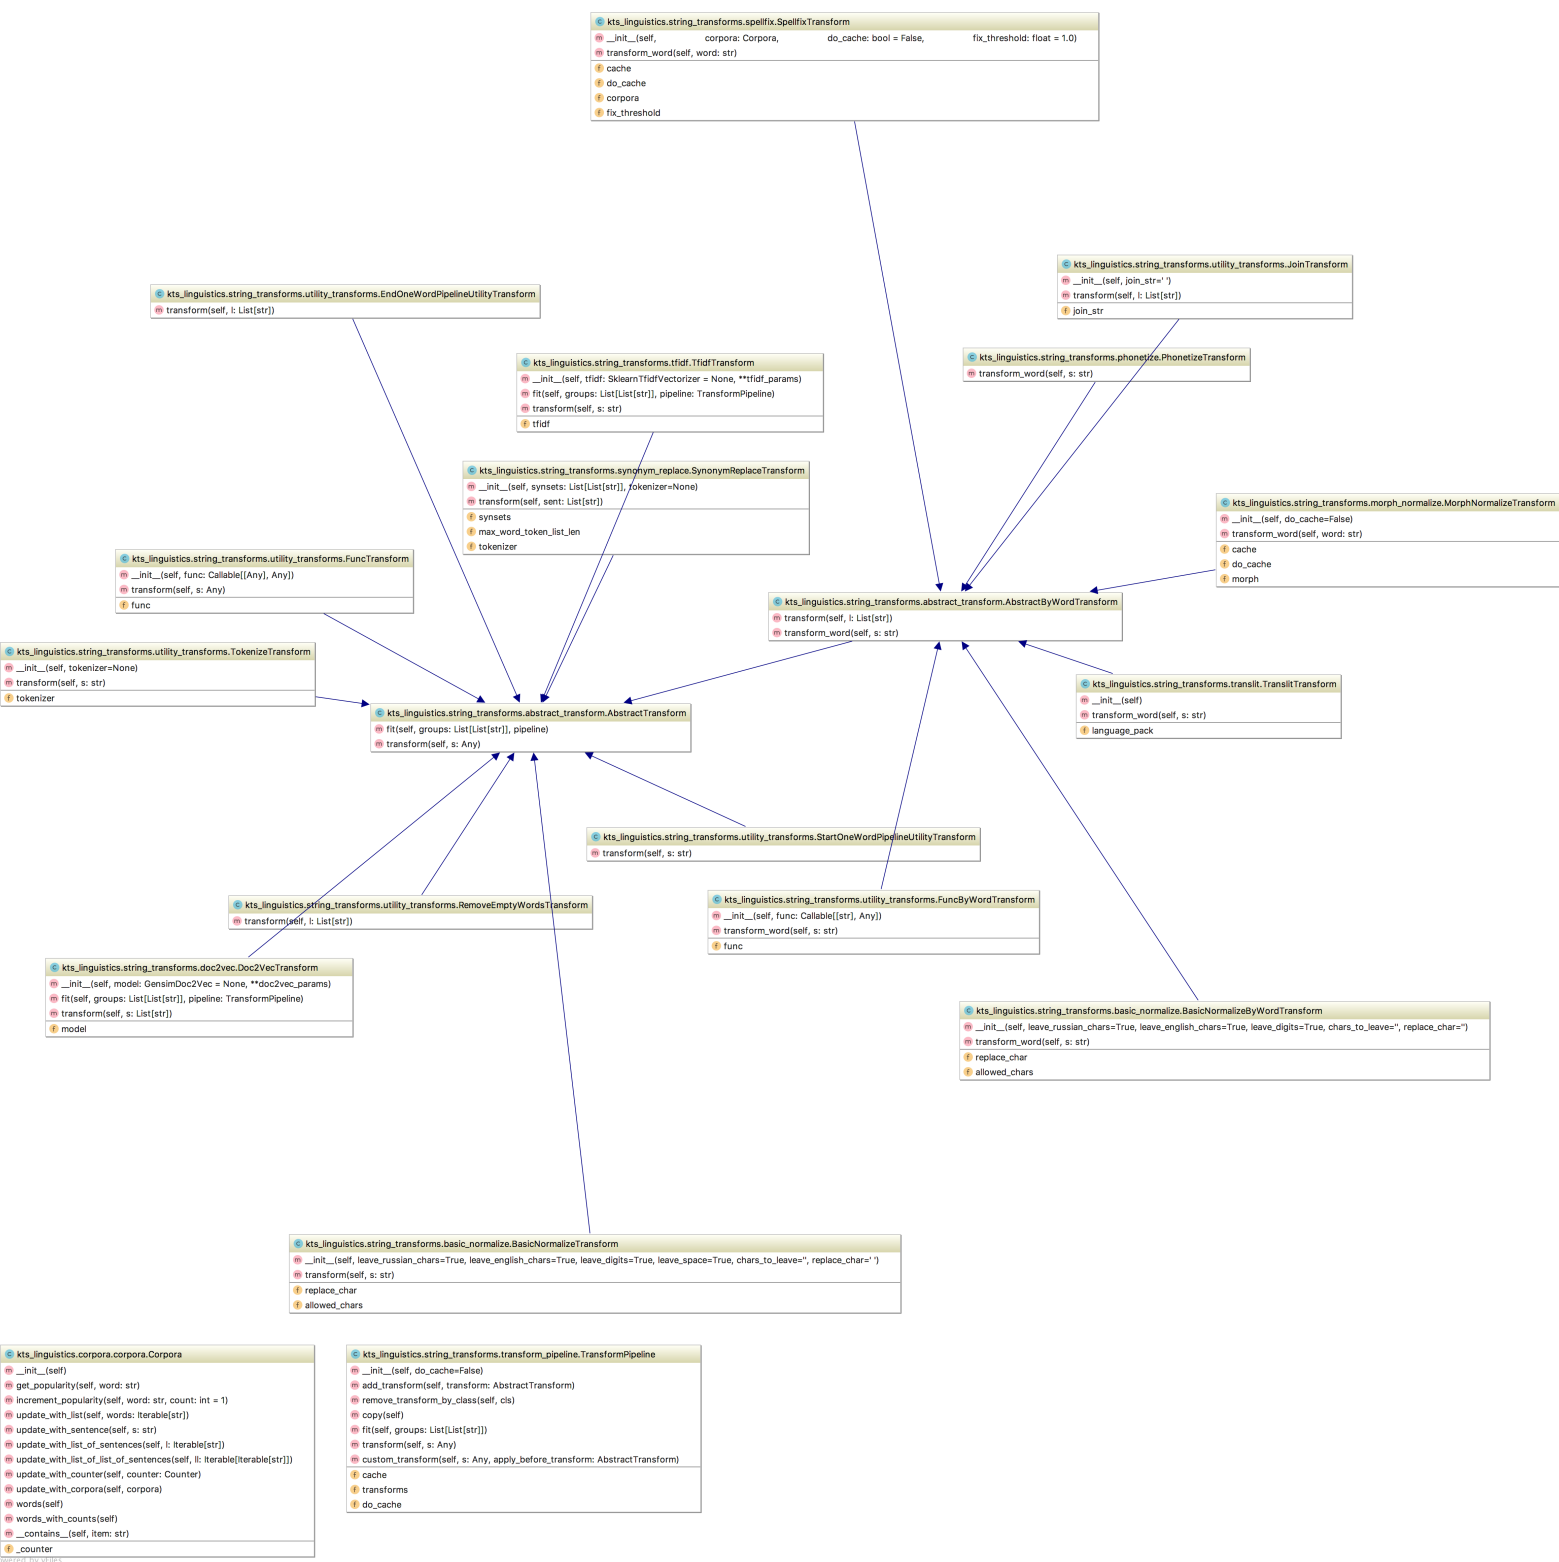 kts_linguistics.string_transforms.spellfix.SpellfixTransform
__init__(self, corpora: Corpora, do_cache: bool = False, fix_threshold: float = 1.0)
transform_word(self, word: str)
cache
do_cache
corpora
fix_threshold
kts_linguistics.string_transforms.utility_transforms.JoinTransform
__init__(self, join_str=' ')
transform(self, l: List[str])
join_str
kts_linguistics.string_transforms.utility_transforms.EndOneWordPipelineUtilityTransform
transform(self, l: List[str])
kts_linguistics.string_transforms.phonetize.PhonetizeTransform
transform_word(self, s: str)
kts_linguistics.string_transforms.tfidf.TfidfTransform
__init__(self, tfidf: SklearnTfidfVectorizer = None, **tfidf_params)
fit(self, groups: List[List[str]], pipeline: TransformPipeline)
transform(self, s: str)
tfidf
kts_linguistics.string_transforms.synonym_replace.SynonymReplaceTransform
__init__(self, synsets: List[List[str]], tokenizer=None)
transform(self, sent: List[str])
synsets
max_word_token_list_len
tokenizer
kts_linguistics.string_transforms.morph_normalize.MorphNormalizeTransform
__init__(self, do_cache=False)
transform_word(self, word: str)
cache
do_cache
morph
kts_linguistics.string_transforms.utility_transforms.FuncTransform
__init__(self, func: Callable[[Any], Any])
transform(self, s: Any)
func
kts_linguistics.string_transforms.abstract_transform.AbstractByWordTransform
transform(self, l: List[str])
transform_word(self, s: str)
kts_linguistics.string_transforms.utility_transforms.TokenizeTransform
__init__(self, tokenizer=None)
transform(self, s: str)
tokenizer
kts_linguistics.string_transforms.translit.TranslitTransform
__init__(self)
transform_word(self, s: str)
language_pack
kts_linguistics.string_transforms.abstract_transform.AbstractTransform
fit(self, groups: List[List[str]], pipeline)
transform(self, s: Any)
kts_linguistics.string_transforms.utility_transforms.StartOneWordPipelineUtilityTransform
transform(self, s: str)
kts_linguistics.string_transforms.utility_transforms.RemoveEmptyWordsTransform
transform(self, l: List[str])
kts_linguistics.string_transforms.utility_transforms.FuncByWordTransform
__init__(self, func: Callable[[str], Any])
transform_word(self, s: str)
func
kts_linguistics.string_transforms.doc2vec.Doc2VecTransform
__init__(self, model: GensimDoc2Vec = None, **doc2vec_params)
fit(self, groups: List[List[str]], pipeline: TransformPipeline)
transform(self, s: List[str])
model
kts_linguistics.string_transforms.basic_normalize.BasicNormalizeByWordTransform
__init__(self, leave_russian_chars=True, leave_english_chars=True, leave_digits=True, chars_to_leave='', replace_char='')
transform_word(self, s: str)
replace_char
allowed_chars
kts_linguistics.string_transforms.basic_normalize.BasicNormalizeTransform
__init__(self, leave_russian_chars=True, leave_english_chars=True, leave_digits=True, leave_space=True, chars_to_leave='', replace_char=' ')
transform(self, s: str)
replace_char
allowed_chars
kts_linguistics.corpora.corpora.Corpora
__init__(self)
get_popularity(self, word: str)
increment_popularity(self, word: str, count: int = 1)
update_with_list(self, words: Iterable[str])
update_with_sentence(self, s: str)
update_with_list_of_sentences(self, l: Iterable[str])
update_with_list_of_list_of_sentences(self, ll: Iterable[Iterable[str]])
update_with_counter(self, counter: Counter)
update_with_corpora(self, corpora)
words(self)
words_with_counts(self)
__contains__(self, item: str)
_counter
kts_linguistics.string_transforms.transform_pipeline.TransformPipeline
__init__(self, do_cache=False)
add_transform(self, transform: AbstractTransform)
remove_transform_by_class(self, cls)
copy(self)
fit(self, groups: List[List[str]])
transform(self, s: Any)
custom_transform(self, s: Any, apply_before_transform: AbstractTransform)
cache
transforms
do_cache